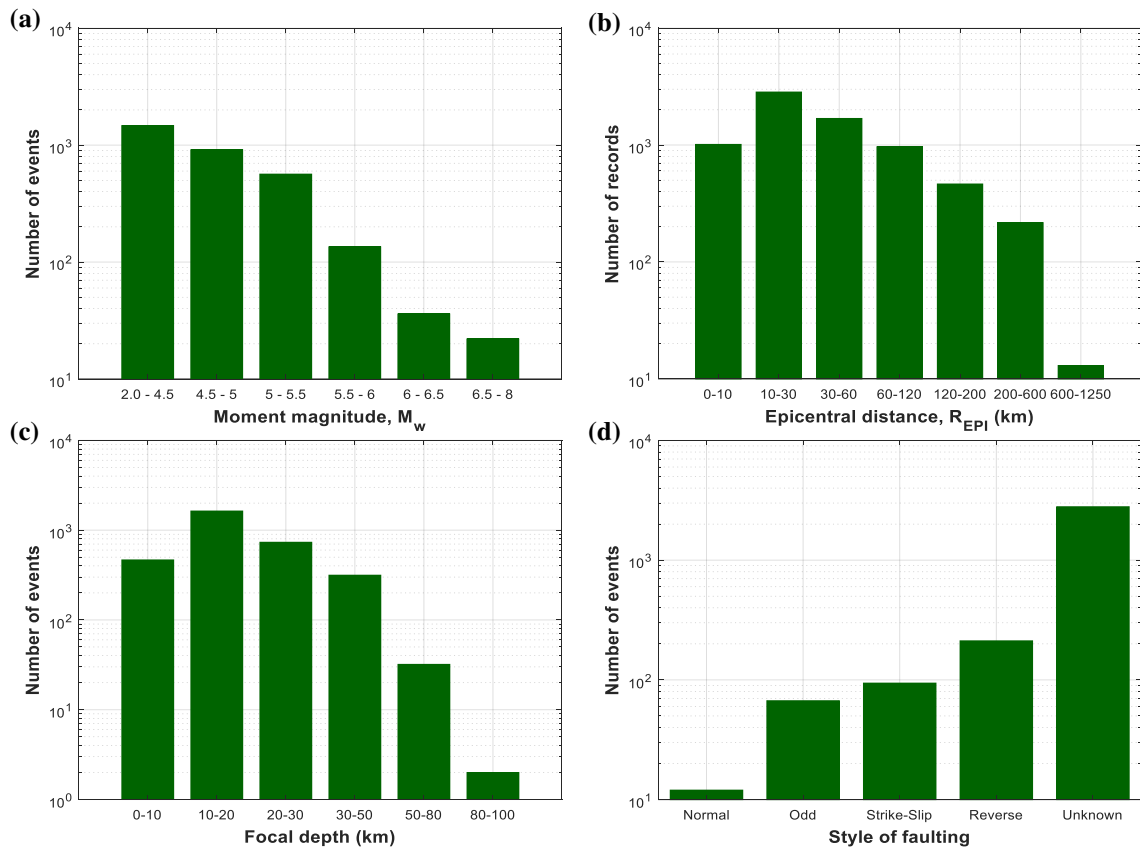 (a)
10^4
10^3
10^2
10^1
Number of events
2.0 - 4.5 4.5 - 5 5 - 5.5 5.5 - 6 6 - 6.5 6.5 - 8
Moment magnitude, M_w
(b)
10^4
10^3
10^2
10^1
Number of records
0-10 10-30 30-60 60-120 120-200 200-600 600-1250
Epicentral distance, R_EPI (km)
(c)
10^4
10^3
10^2
10^1
10^0
Number of events
0-10 10-20 20-30 30-50 50-80 80-100
Focal depth (km)
(d)
10^4
10^3
10^2
10^1
Number of events
Normal Odd Strike-Slip Reverse Unknown
Style of faulting